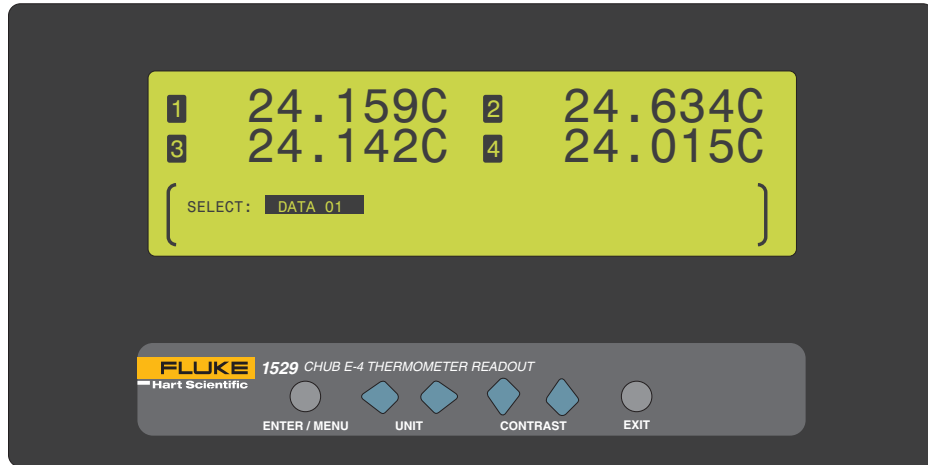 1 24.159C 2 24.634C
3 24.142C 4 24.015C
SELECT: DATA 01
FLUKE 1529 CHUB E-4 THERMOMETER READOUT
Hart Scientific
ENTER / MENU UNIT CONTRAST EXIT